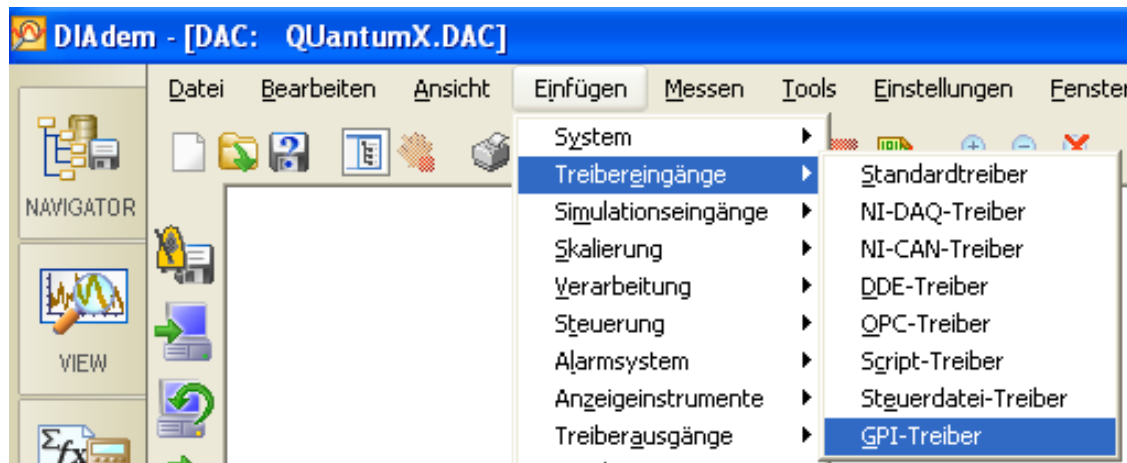 DIAdem - [DAC:   QUantumX.DAC]
Datei Bearbeiten Ansicht Einfügen Messen Tools Einstellungen Fenster
NAVIGATOR
VIEW
System
Treibereingänge
Simulationseingänge
Skalierung
Verarbeitung
Steuerung
Alarmsystem
Anzeigeinstrumente
Treiberausgänge
Standardtreiber
NI-DAQ-Treiber
NI-CAN-Treiber
DDE-Treiber
OPC-Treiber
Script-Treiber
Steuerdatei-Treiber
GPI-Treiber